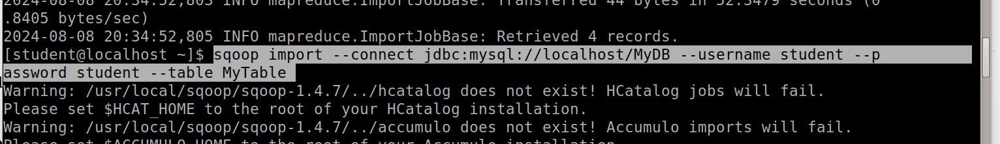 2024-08-08 20:34:52,803 INFO mapreduce.ImportJobBase: Transferred 44 bytes in 52.3479 seconds (0
.8405 bytes/sec)
2024-08-08 20:34:52,805 INFO mapreduce.ImportJobBase: Retrieved 4 records.
[student@localhost ~]$ sqoop import --connect jdbc:mysql://localhost/MyDB --username student --p
assword student --table MyTable
Warning: /usr/local/sqoop/sqoop-1.4.7/../hcatalog does not exist! HCatalog jobs will fail.
Please set $HCAT_HOME to the root of your HCatalog installation.
Warning: /usr/local/sqoop/sqoop-1.4.7/../accumulo does not exist! Accumulo imports will fail.
Please set $ACCUMULO_HOME to the root of your Accumulo installation.